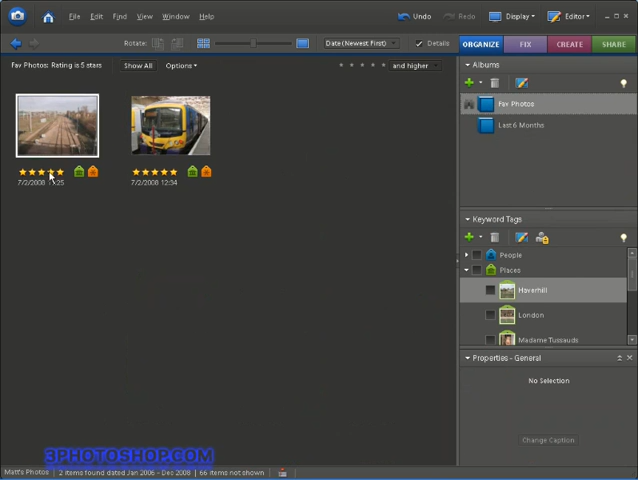 File Edit Find View Window Help Undo Redo Display Editor
Rotate: Date (Newest First) Details ORGANIZE FIX CREATE SHARE
Fav Photos: Rating is 5 stars Show All Options and higher
Albums
Fav Photos
Last 6 Months
7/2/2008 7/2/2008 12:34
Keyword Tags
People
Places
Haverhill
London
Madame Tussauds
Properties - General
No Selection
Change Caption
3PHOTOSHOP.COM
Matt's Photos 2 items found dated Jan 2006 - Dec 2008 66 items not shown